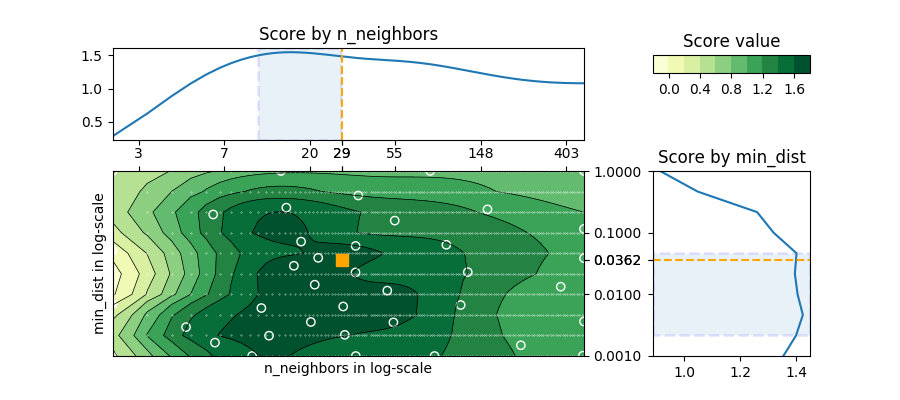 Score by n_neighbors
1.5
1.0
0.5
3 7 20 29 55 148 403
Score value
0.0 0.4 0.8 1.2 1.6
min_dist in log-scale
n_neighbors in log-scale
1.0000
0.1000
0.0362
0.0100
0.0010
Score by min_dist
1.0 1.2 1.4